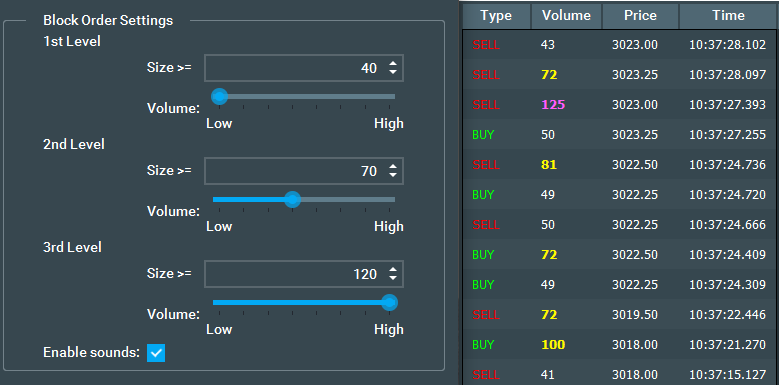 Block Order Settings
1st Level
Size >= 40
Volume:
Low High
2nd Level
Size >= 70
Volume:
Low High
3rd Level
Size >= 120
Volume:
Low High
Enable sounds:
Type Volume Price Time
SELL 43 3023.00 10:37:28.102
SELL 72 3023.25 10:37:28.097
SELL 125 3023.00 10:37:27.393
BUY 50 3023.25 10:37:27.255
SELL 81 3022.50 10:37:24.736
BUY 49 3022.25 10:37:24.720
SELL 50 3022.25 10:37:24.666
BUY 72 3022.50 10:37:24.409
BUY 49 3022.25 10:37:24.309
SELL 72 3019.50 10:37:22.446
BUY 100 3018.00 10:37:21.270
SELL 41 3018.00 10:37:15.127